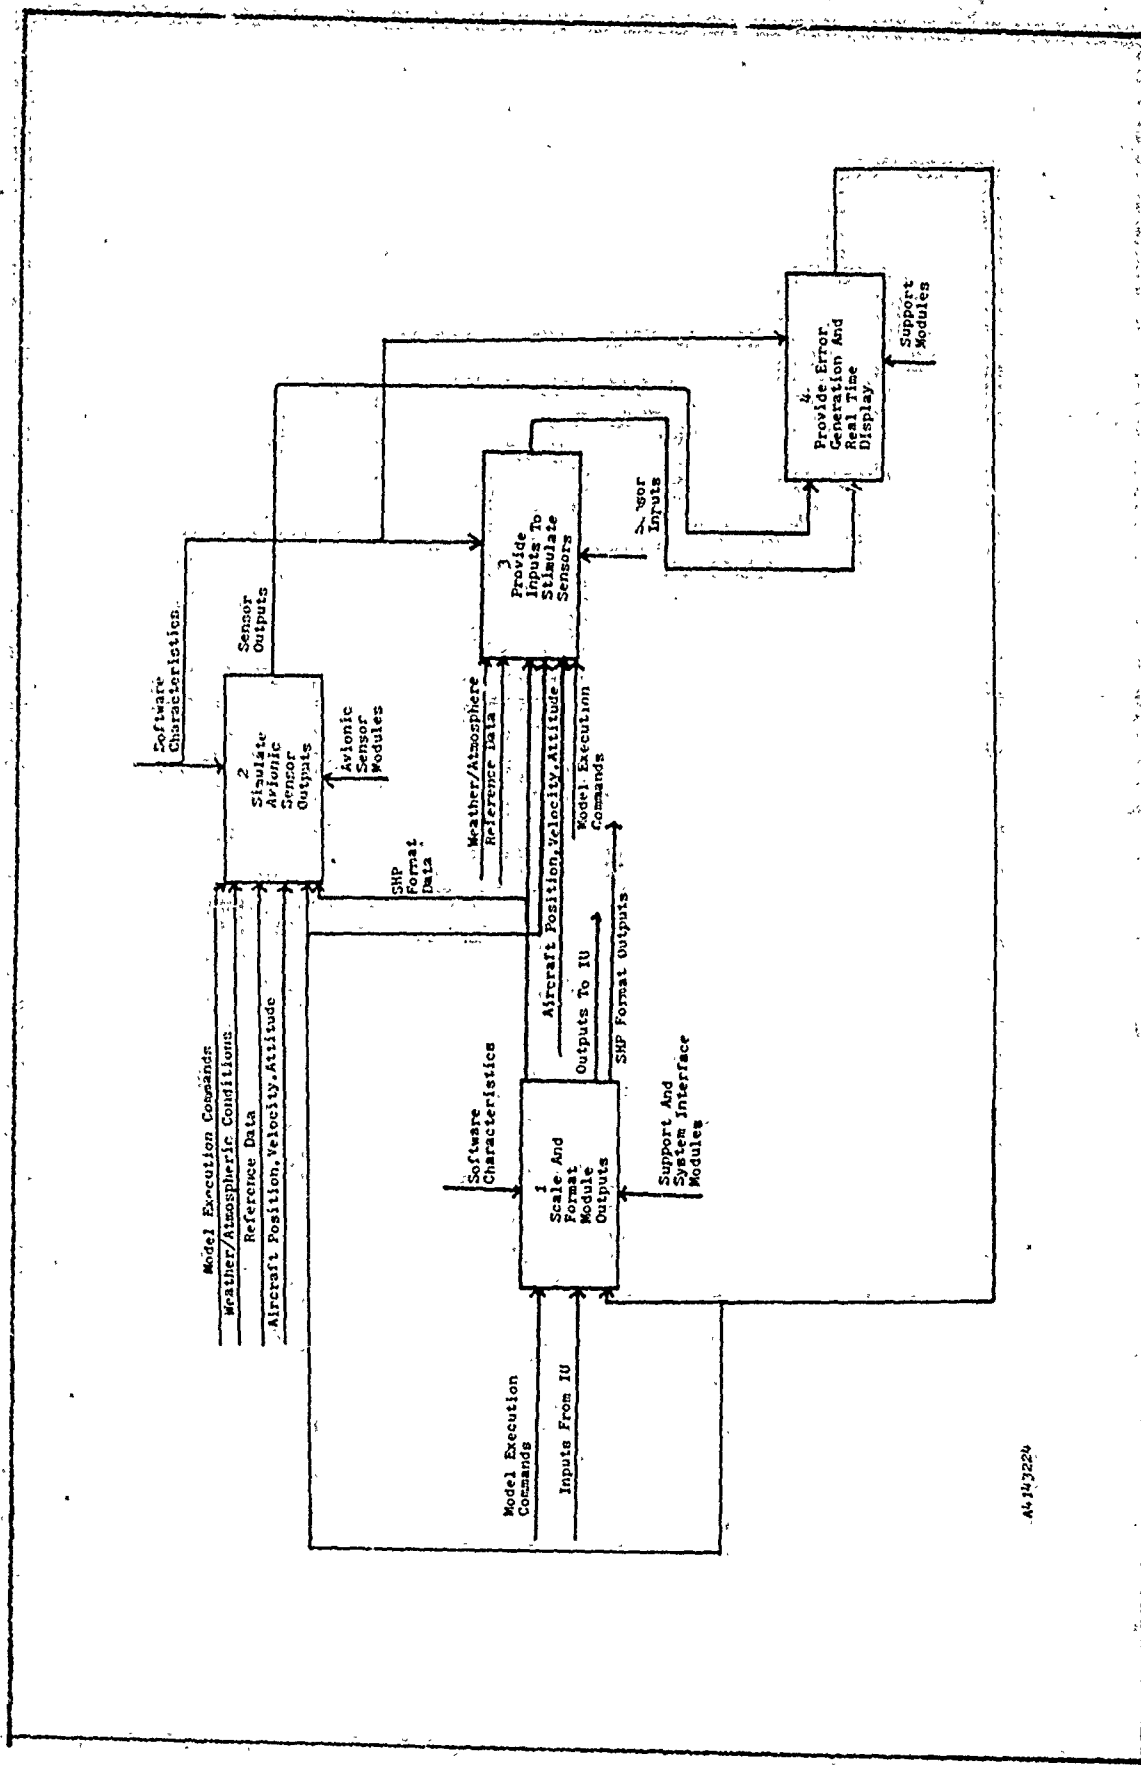 Software
Characteristics
2
Simulate
Avionic
Sensor
Outputs
Sensor
Outputs
Avionic
Sensor
Modules
Model Execution Commands
Weather/Atmospheric Conditions
Reference Data
Aircraft Position,Velocity,Attitude
SHP
Format
Data
3
Provide
Inputs To
Stimulate
Sensors
Inputs
Weather/Atmosphere
Reference Data
Aircraft Position,Velocity,Attitude
Model Execution
Commands
4.
Provide Error
Generation And
Real Time
Display
Support
Modules
Software
Characteristics
1
Scale And
Format
Module
Outputs
Outputs To IU
SHP Format Outputs
Support And
System Interface
Modules
Model Execution
Commands
Inputs From IU
A4143224